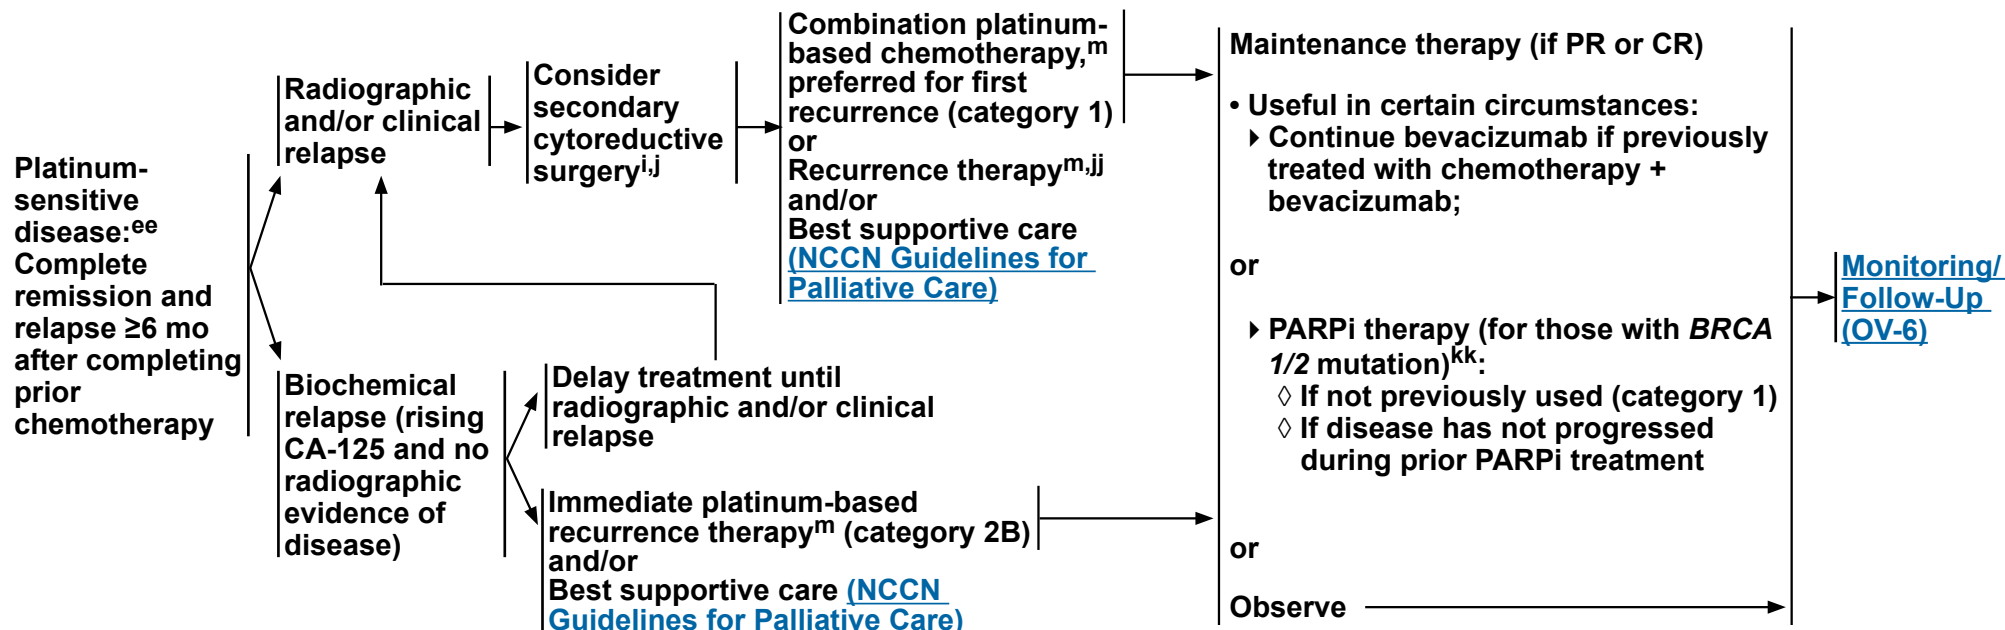 Platinum-
sensitive
disease:ee
Complete
remission and
relapse ≥6 mo
after completing
prior
chemotherapy
Radiographic
and/or clinical
relapse
Consider
secondary
cytoreductive
surgeryi,j
Combination platinum-
based chemotherapy,m
preferred for first
recurrence (category 1)
or
Recurrence therapym,jj
and/or
Best supportive care
(NCCN Guidelines for
Palliative Care)
Biochemical
relapse (rising
CA-125 and no
radiographic
evidence of
disease)
Delay treatment until
radiographic and/or clinical
relapse
Immediate platinum-based
recurrence therapym (category 2B)
and/or
Best supportive care (NCCN
Guidelines for Palliative Care)
Maintenance therapy (if PR or CR)
• Useful in certain circumstances:
Continue bevacizumab if previously
treated with chemotherapy +
bevacizumab;
or
PARPi therapy (for those with BRCA
1/2 mutation)kk:
◊ If not previously used (category 1)
◊ If disease has not progressed
during prior PARPi treatment
or
Observe
Monitoring/
Follow-Up
(OV-6)